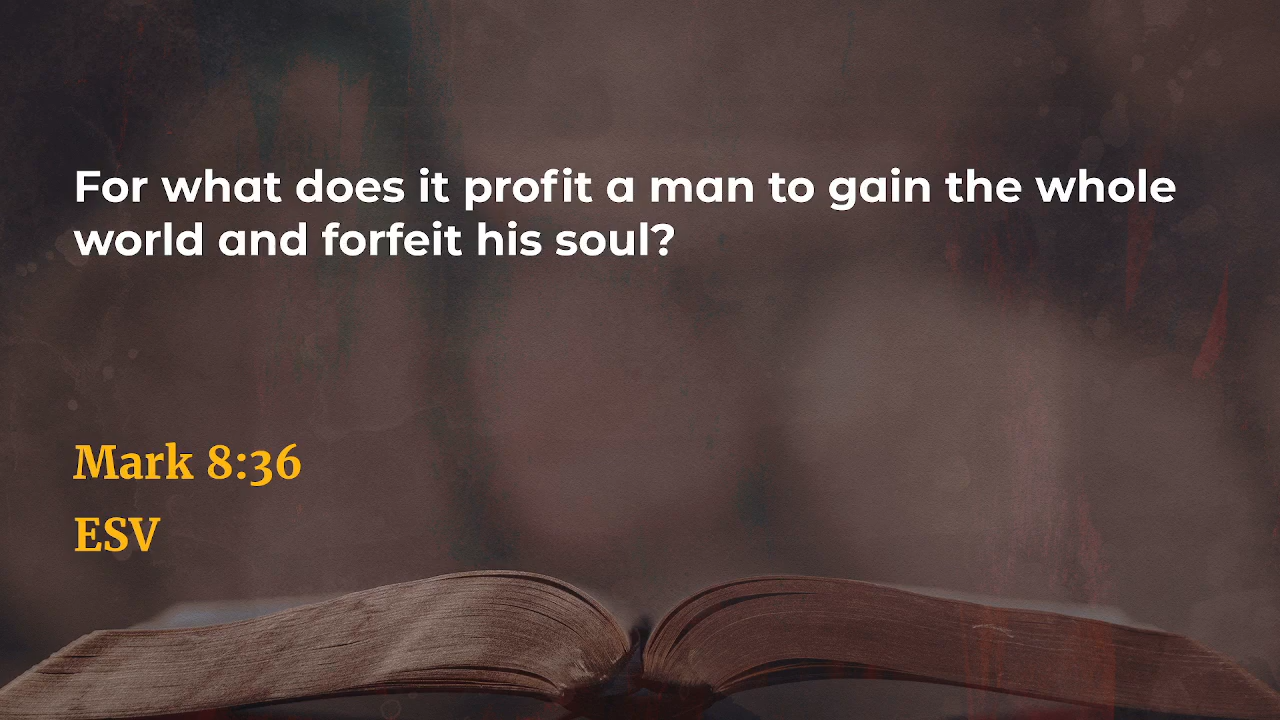 For what does it profit a man to gain the whole
world and forfeit his soul?
Mark 8:36
ESV